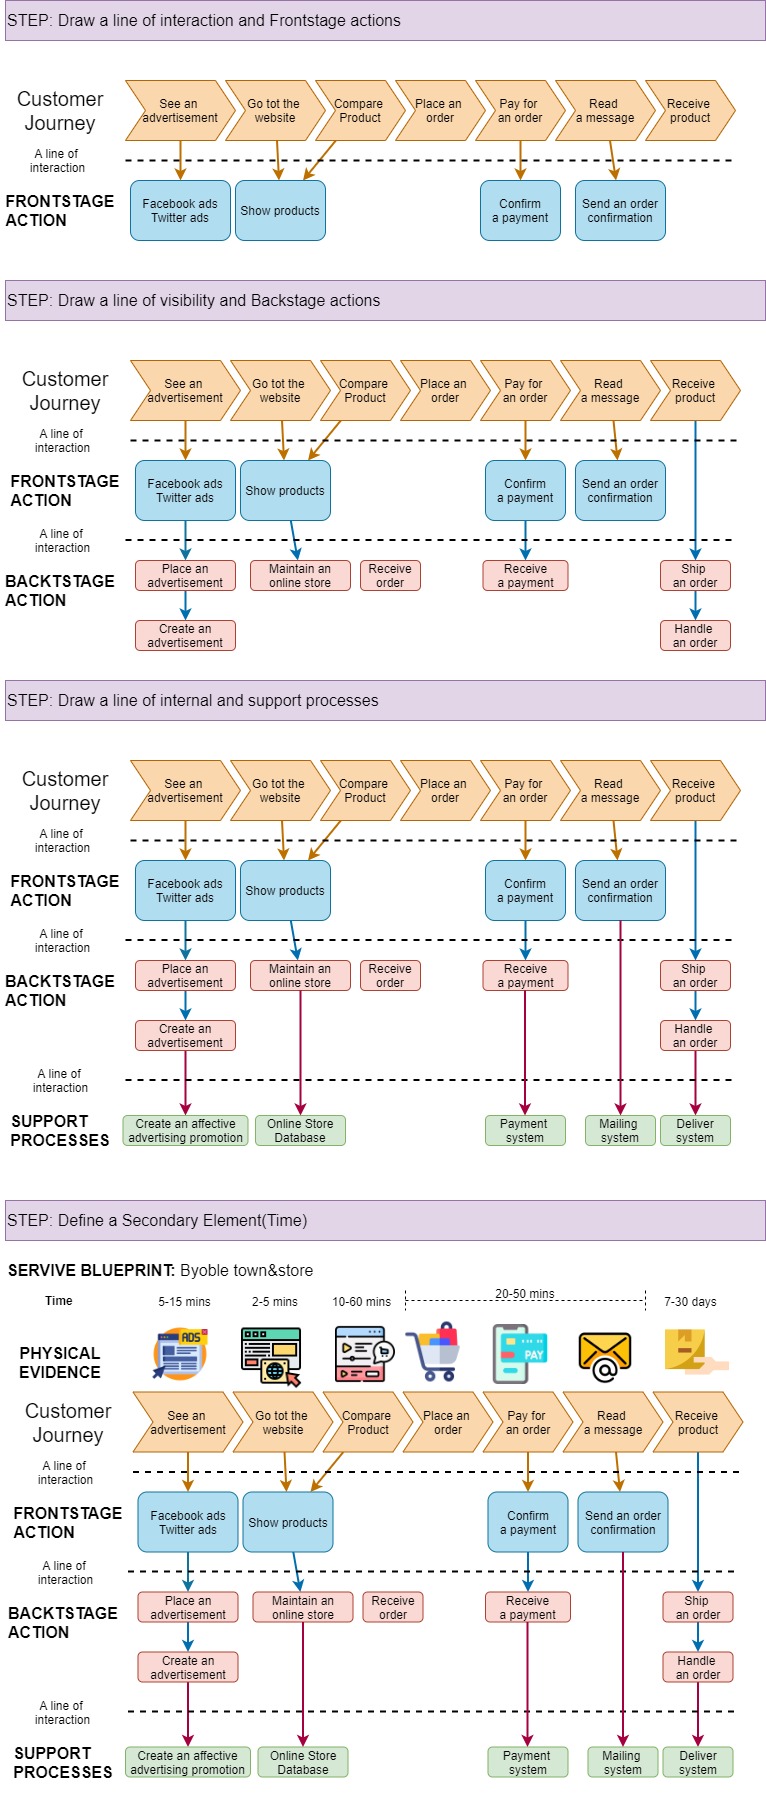 STEP: Draw a line of interaction and Frontstage actions
Customer
Journey
See an
advertisement
Go tot the
website
Compare
Product
Place an
order
Pay for
an order
Read
a message
Receive
product
A line of
interaction
FRONTSTAGE
ACTION
Facebook ads
Twitter ads
Show products
Confirm
a payment
Send an order
confirmation
STEP: Draw a line of visibility and Backstage actions
Customer
Journey
See an
advertisement
Go tot the
website
Compare
Product
Place an
order
Pay for
an order
Read
a message
Receive
product
A line of
interaction
FRONTSTAGE
ACTION
Facebook ads
Twitter ads
Show products
Confirm
a payment
Send an order
confirmation
A line of
interaction
BACKTSTAGE
ACTION
Place an
advertisement
Maintain an
online store
Receive
order
Receive
a payment
Ship
an order
Create an
advertisement
Handle
an order
STEP: Draw a line of internal and support processes
Customer
Journey
See an
advertisement
Go tot the
website
Compare
Product
Place an
order
Pay for
an order
Read
a message
Receive
product
A line of
interaction
FRONTSTAGE
ACTION
Facebook ads
Twitter ads
Show products
Confirm
a payment
Send an order
confirmation
A line of
interaction
BACKTSTAGE
ACTION
Place an
advertisement
Maintain an
online store
Receive
order
Receive
a payment
Ship
an order
Create an
advertisement
Handle
an order
A line of
interaction
SUPPORT
PROCESSES
Create an affective
advertising promotion
Online Store
Database
Payment
system
Mailing
system
Deliver
system
STEP: Define a Secondary Element(Time)
SERVIVE BLUEPRINT: Byoble town&store
Time
5-15 mins
2-5 mins
10-60 mins
20-50 mins
7-30 days
PHYSICAL
EVIDENCE
ADS
PAY
Customer
Journey
See an
advertisement
Go tot the
website
Compare
Product
Place an
order
Pay for
an order
Read
a message
Receive
product
A line of
interaction
FRONTSTAGE
ACTION
Facebook ads
Twitter ads
Show products
Confirm
a payment
Send an order
confirmation
A line of
interaction
BACKTSTAGE
ACTION
Place an
advertisement
Maintain an
online store
Receive
order
Receive
a payment
Ship
an order
Create an
advertisement
Handle
an order
A line of
interaction
SUPPORT
PROCESSES
Create an affective
advertising promotion
Online Store
Database
Payment
system
Mailing
system
Deliver
system